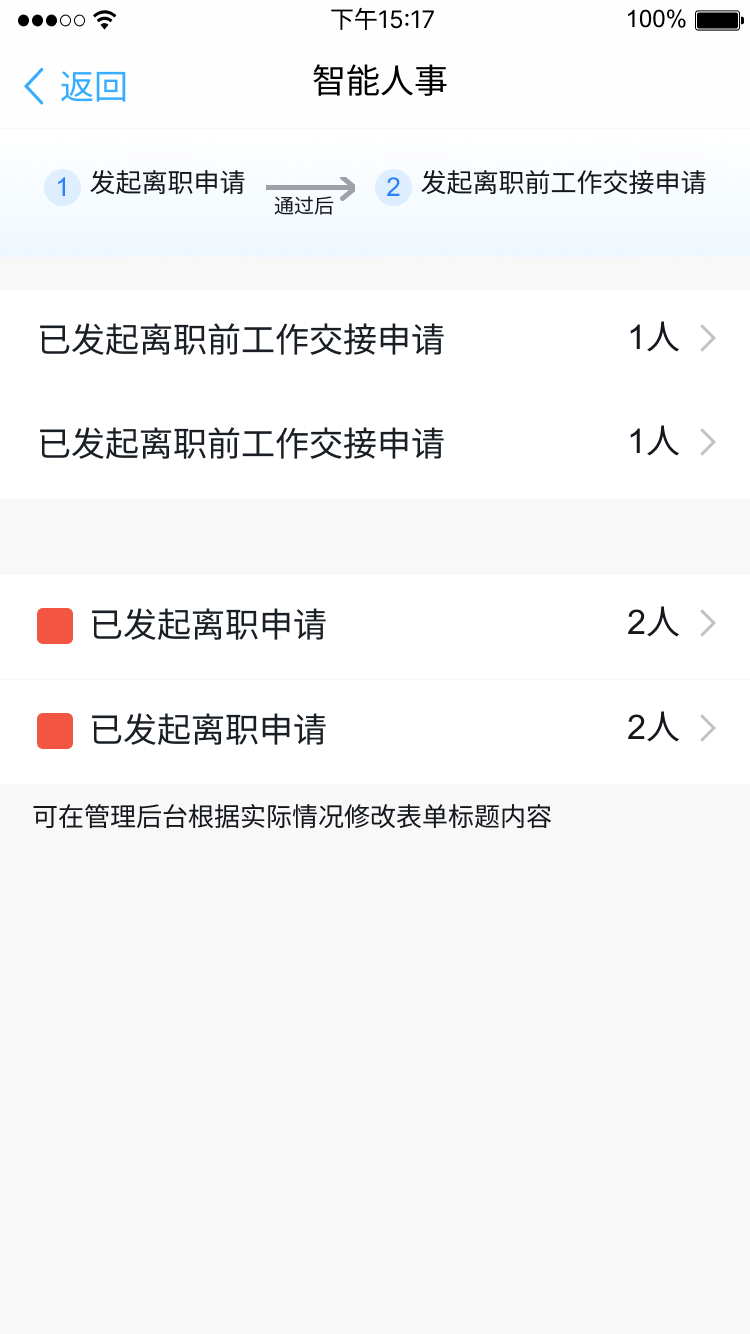 下午15:17
100%
返回
智能人事
1 发起离职申请
通过后
2 发起离职前工作交接申请
已发起离职前工作交接申请 1人
已发起离职前工作交接申请 1人
已发起离职申请 2人
已发起离职申请 2人
可在管理后台根据实际情况修改表单标题内容